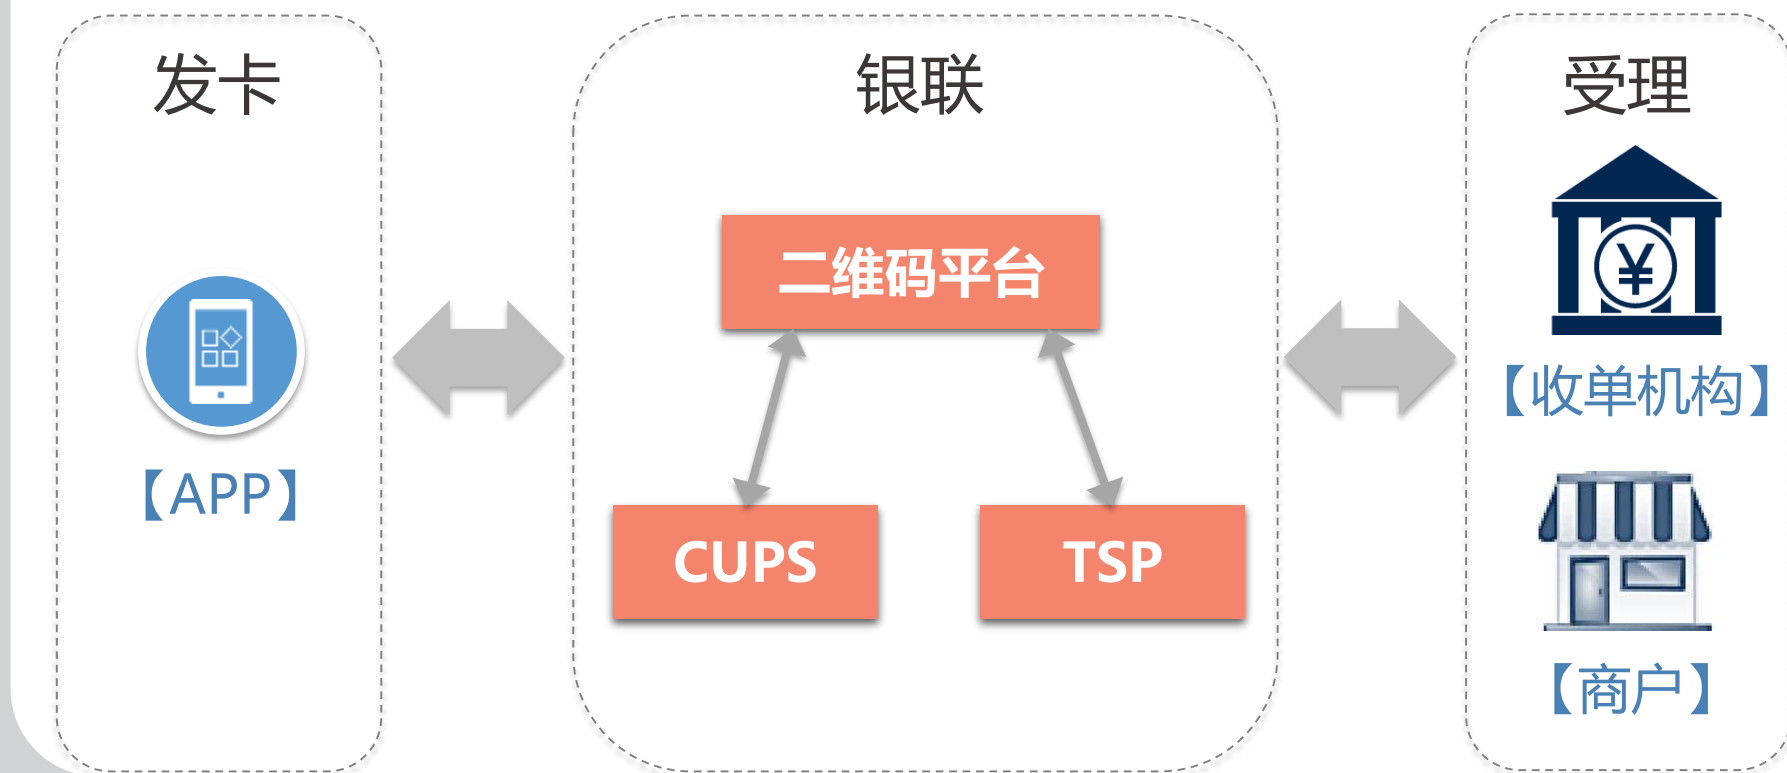 发卡
【APP】
银联
二维码平台
CUPS
TSP
受理
¥
【收单机构】
【商户】